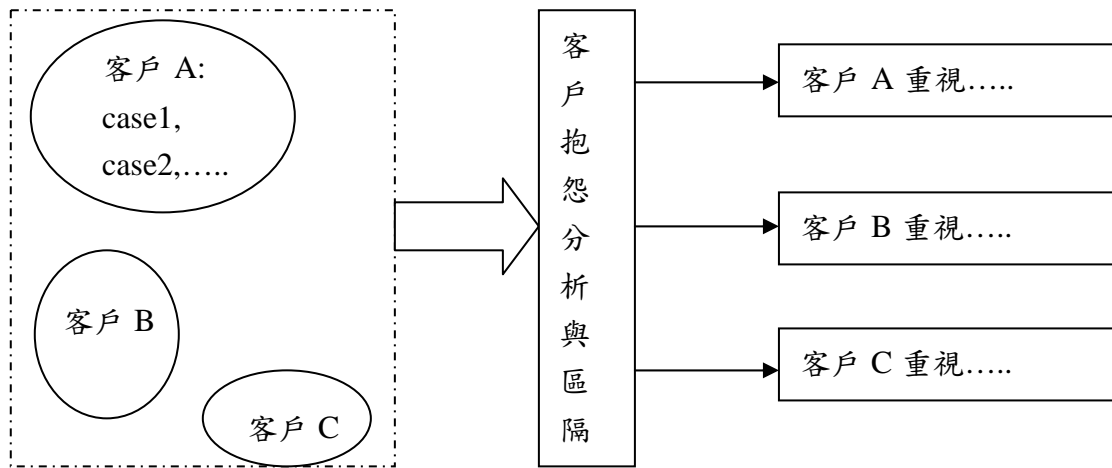 客戶 A:
case1,
case2,…..
客戶 B
客戶 C
客戶抱怨分析與區隔
客戶 A 重視…..
客戶 B 重視…..
客戶 C 重視…..